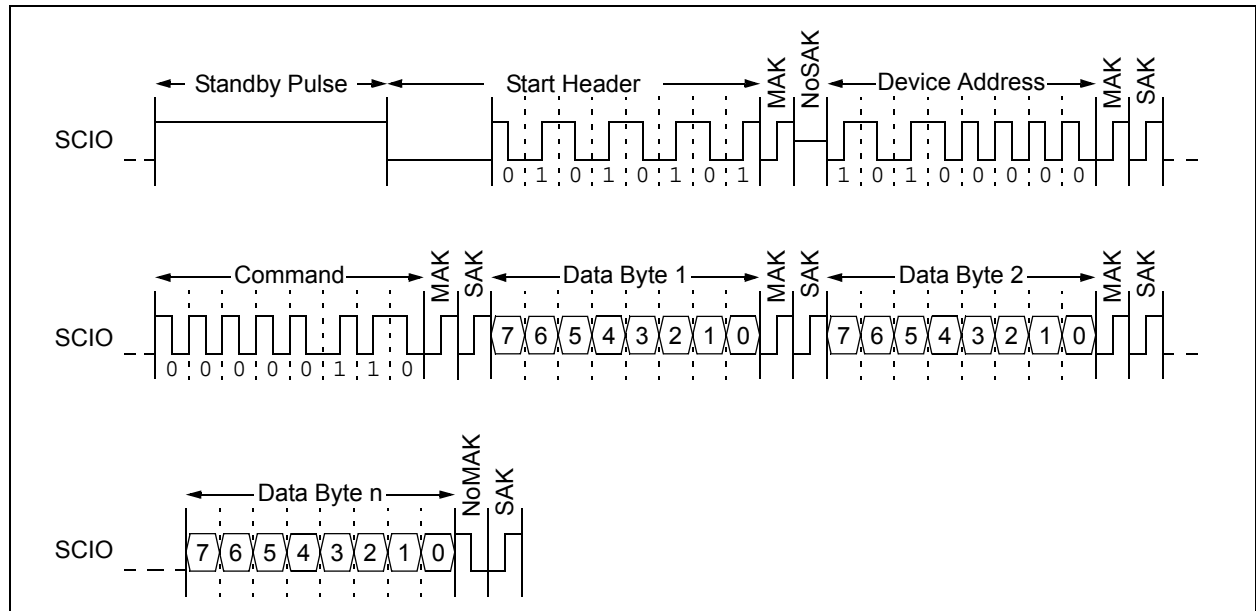 Standby Pulse Start Header MAK NoSAK Device Address MAK SAK
SCIO
0 1 0 1 0 1 0 1 1 0 1 0 0 0 0 0
Command MAK SAK Data Byte 1 MAK SAK Data Byte 2 MAK SAK
SCIO 7 6 5 4 3 2 1 0 7 6 5 4 3 2 1 0
0 0 0 0 0 1 1 0
Data Byte n NoMAK SAK
SCIO 7 6 5 4 3 2 1 0